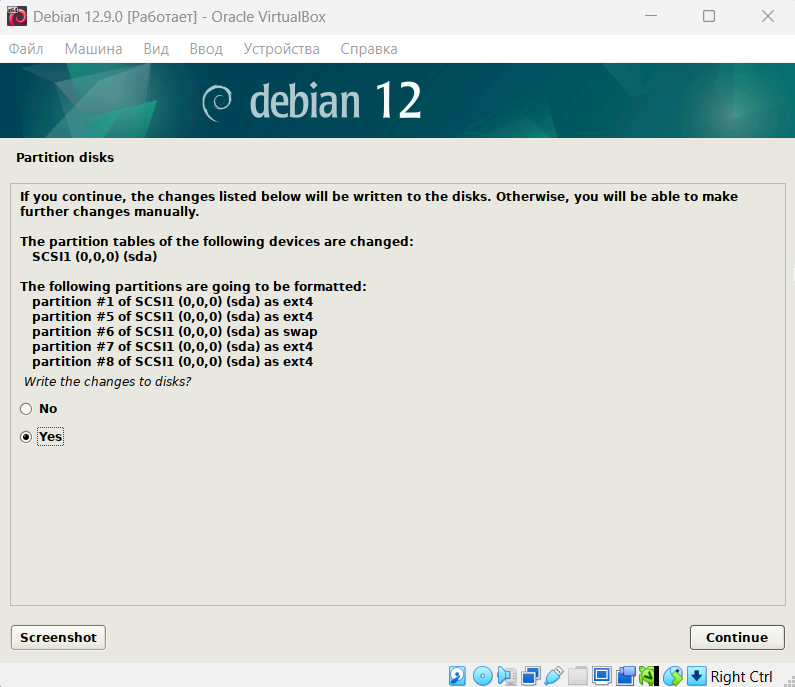 Debian 12.9.0 [Работает] - Oracle VirtualBox
Файл Машина Вид Ввод Устройства Справка
debian 12
Partition disks
If you continue, the changes listed below will be written to the disks. Otherwise, you will be able to make
further changes manually.
The partition tables of the following devices are changed:
SCSI1 (0,0,0) (sda)
The following partitions are going to be formatted:
partition #1 of SCSI1 (0,0,0) (sda) as ext4
partition #5 of SCSI1 (0,0,0) (sda) as ext4
partition #6 of SCSI1 (0,0,0) (sda) as swap
partition #7 of SCSI1 (0,0,0) (sda) as ext4
partition #8 of SCSI1 (0,0,0) (sda) as ext4
Write the changes to disks?
No
Yes
Screenshot Continue
Right Ctrl